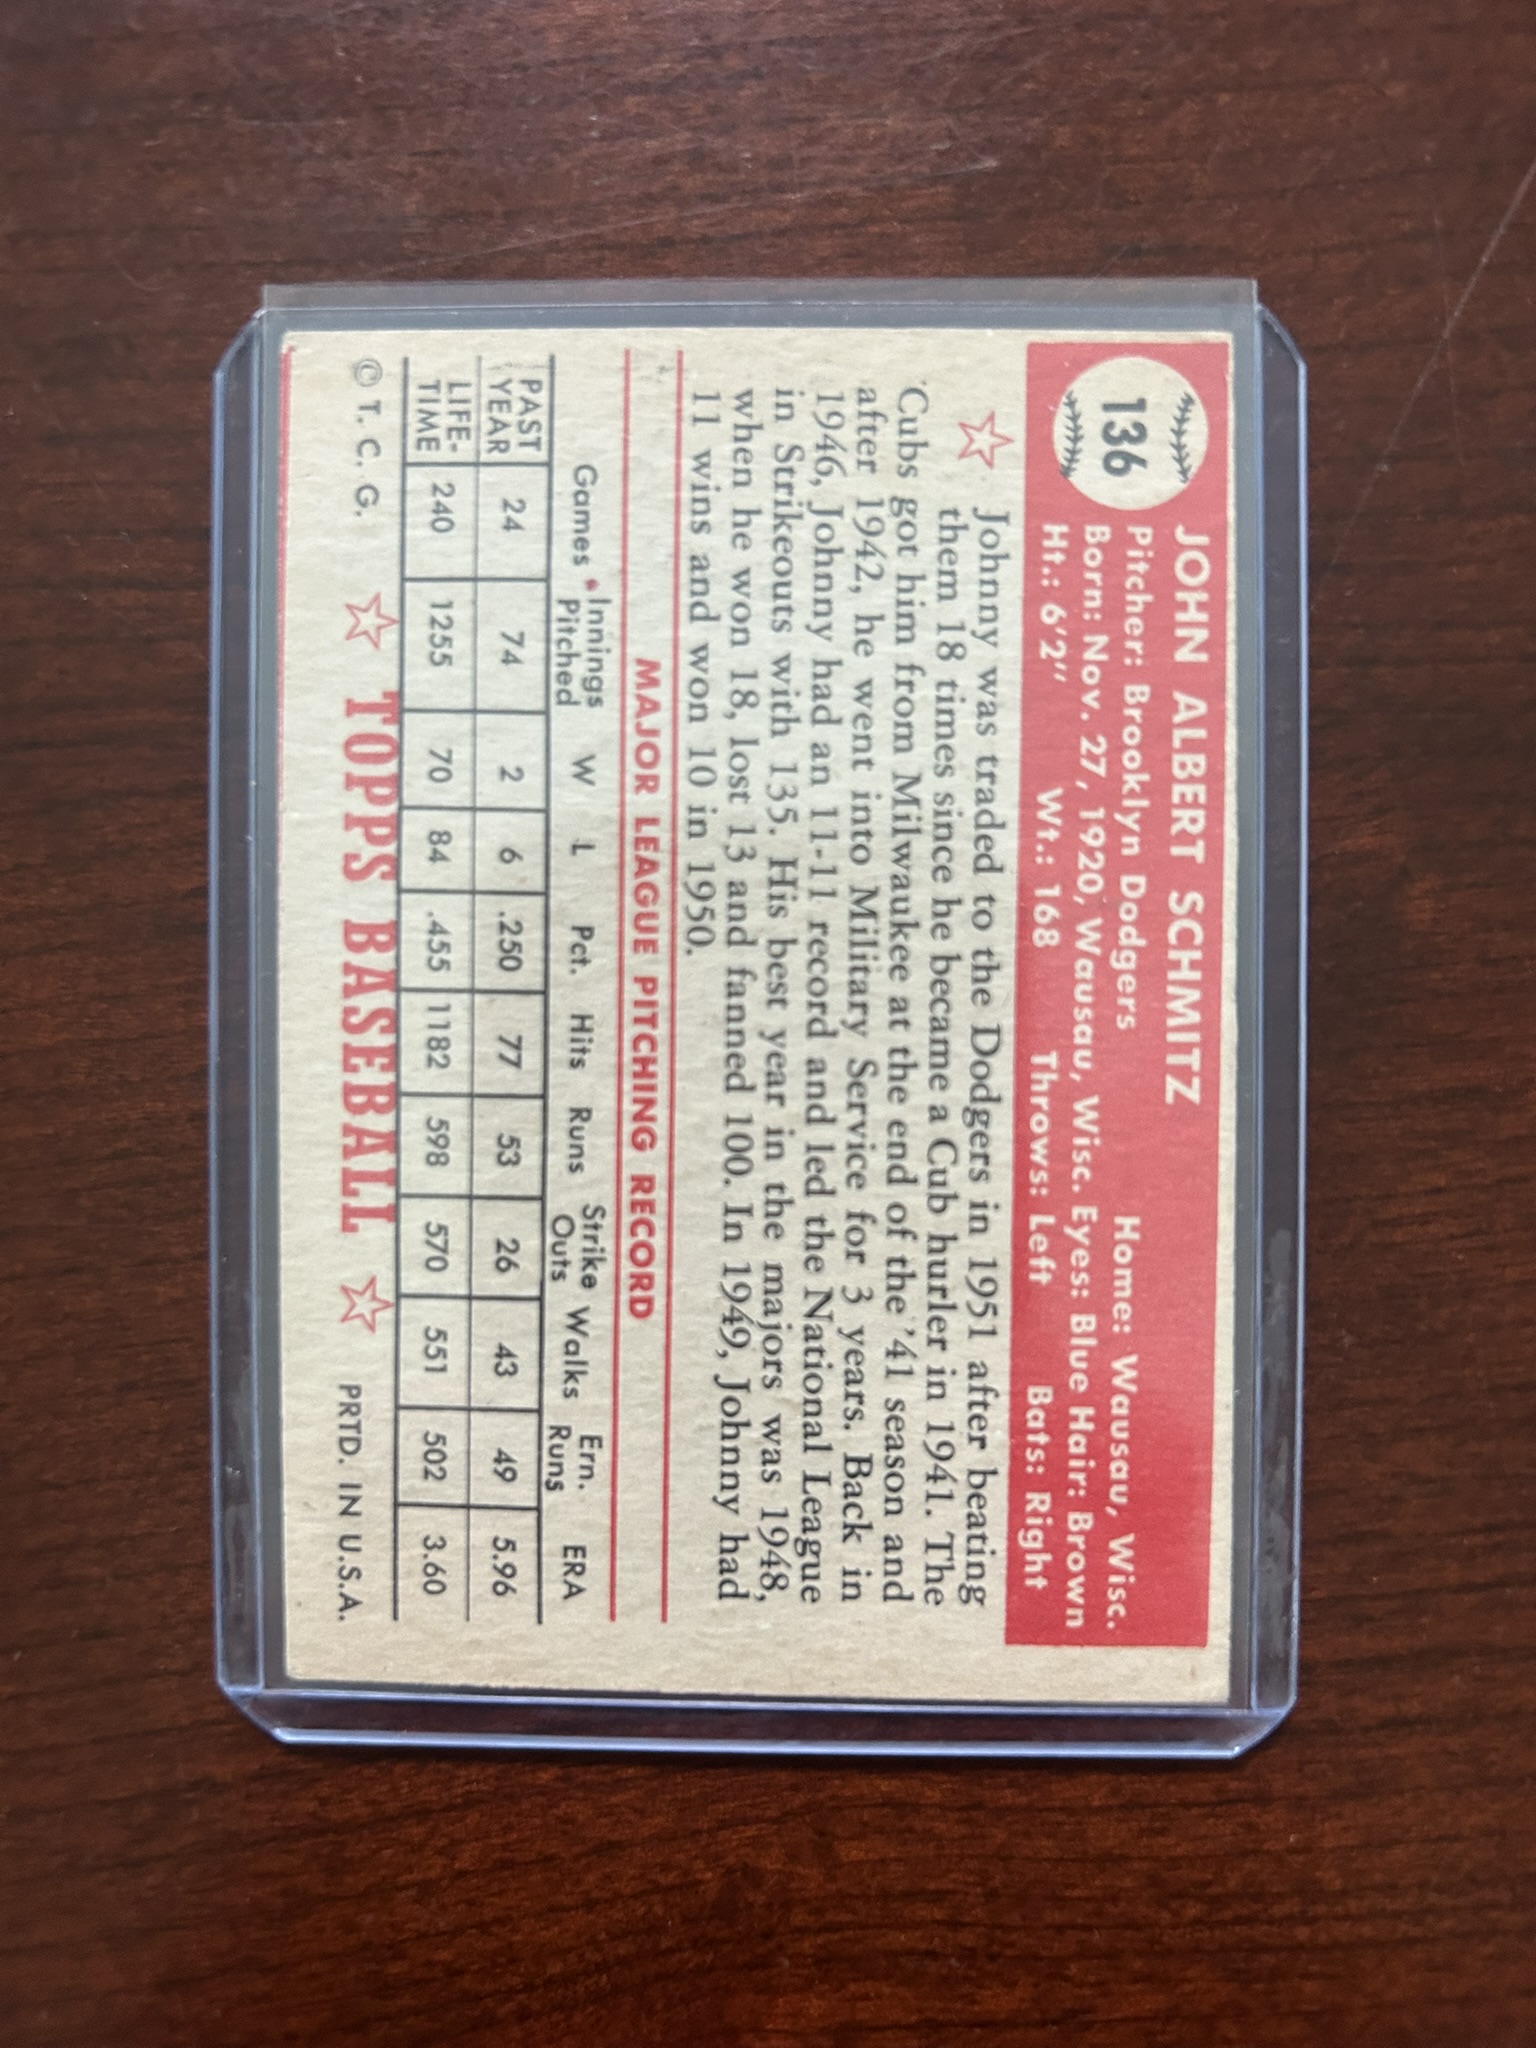 136
JOHN ALBERT SCHMITZ
Pitcher: Brooklyn Dodgers Home: Wausau, Wisc.
Born: Nov. 27, 1920, Wausau, Wisc. Eyes: Blue Hair: Brown
Ht.: 6'2" Wt.: 168 Throws: Left Bats: Right
Johnny was traded to the Dodgers in 1951 after beating
them 18 times since he became a Cub hurler in 1941. The
Cubs got him from Milwaukee at the end of the '41 season and
after 1942, he went into Military Service for 3 years. Back in
1946, Johnny had an 11-11 record and led the National League
in Strikeouts with 135. His best year in the majors was 1948,
when he won 18, lost 13 and fanned 100. In 1949, Johnny had
11 wins and won 10 in 1950.
MAJOR LEAGUE PITCHING RECORD
Games Innings Pitched W L Pct. Hits Runs Strike Outs Walks Ern. Runs ERA
PAST YEAR 24 74 2 6 .250 77 53 26 43 49 5.96
LIFE-TIME 240 1255 70 84 .455 1182 598 570 551 502 3.60
© T. C. G. TOPPS BASEBALL PRTD. IN U.S.A.